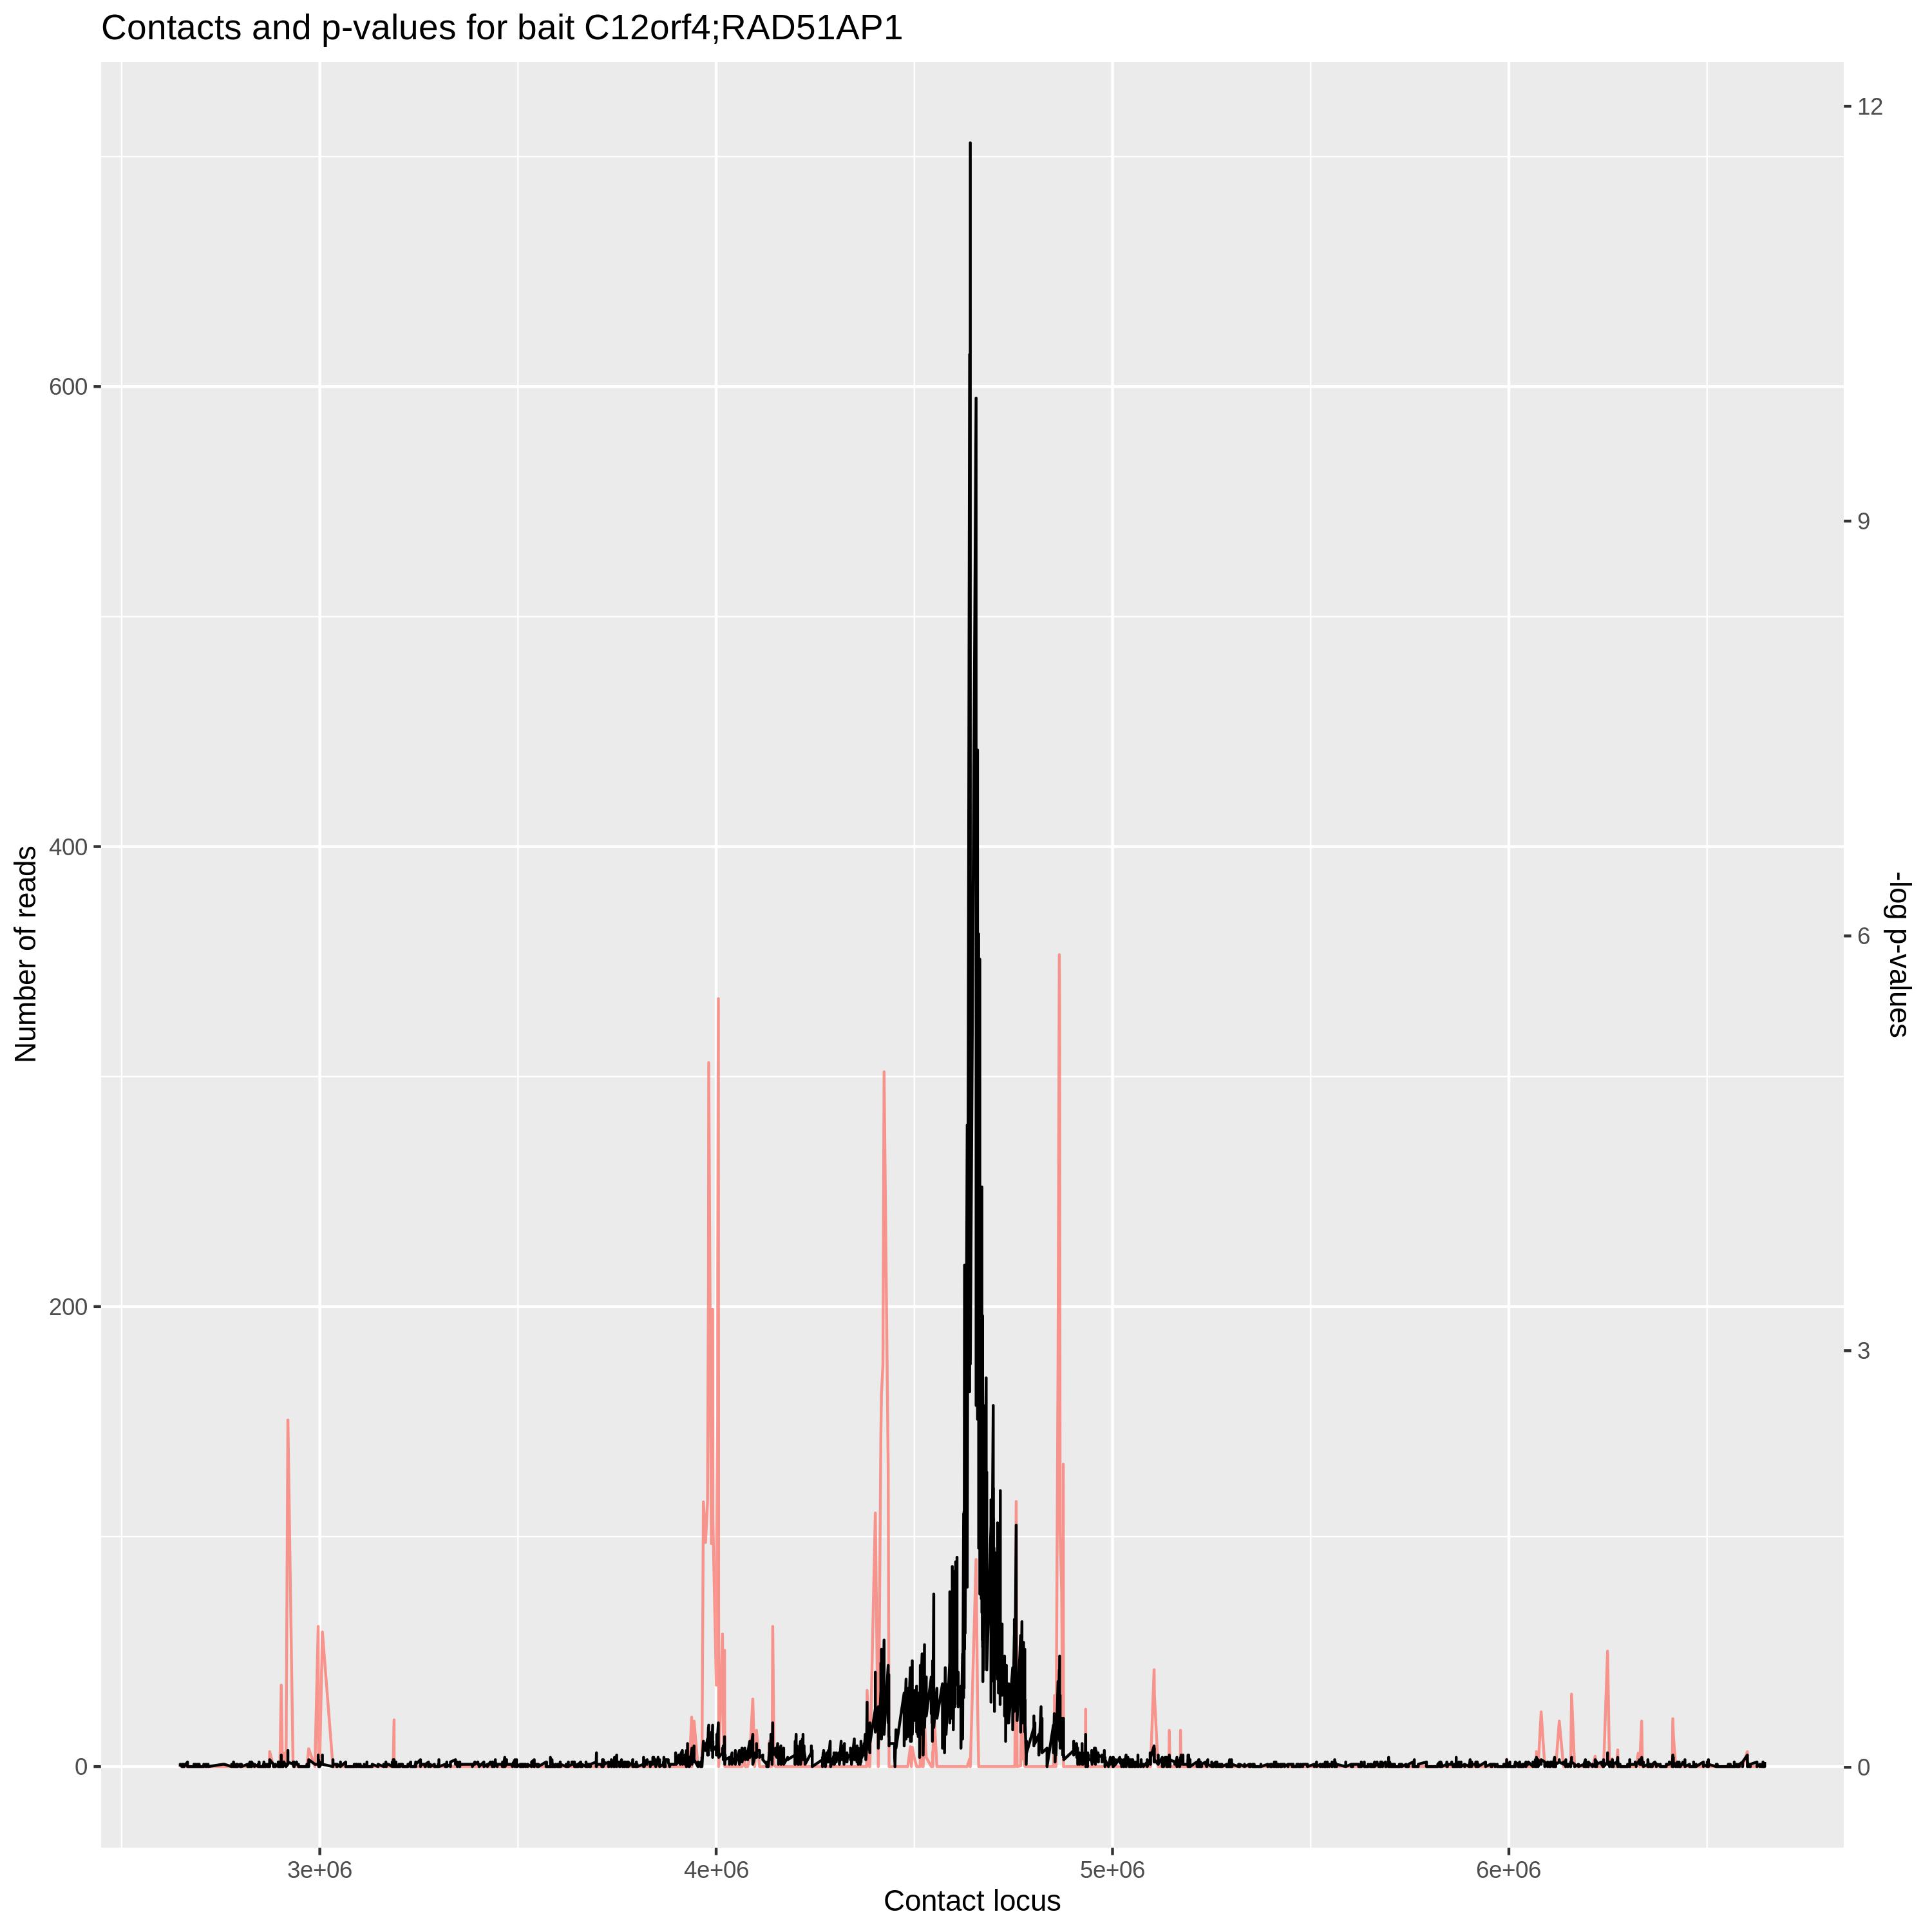 Contacts and p-values for bait C12orf4;RAD51AP1
12
600
9
400
6
Number of reads
-log p-values
200
3
0
0
3e+06
4e+06
5e+06
6e+06
Contact locus